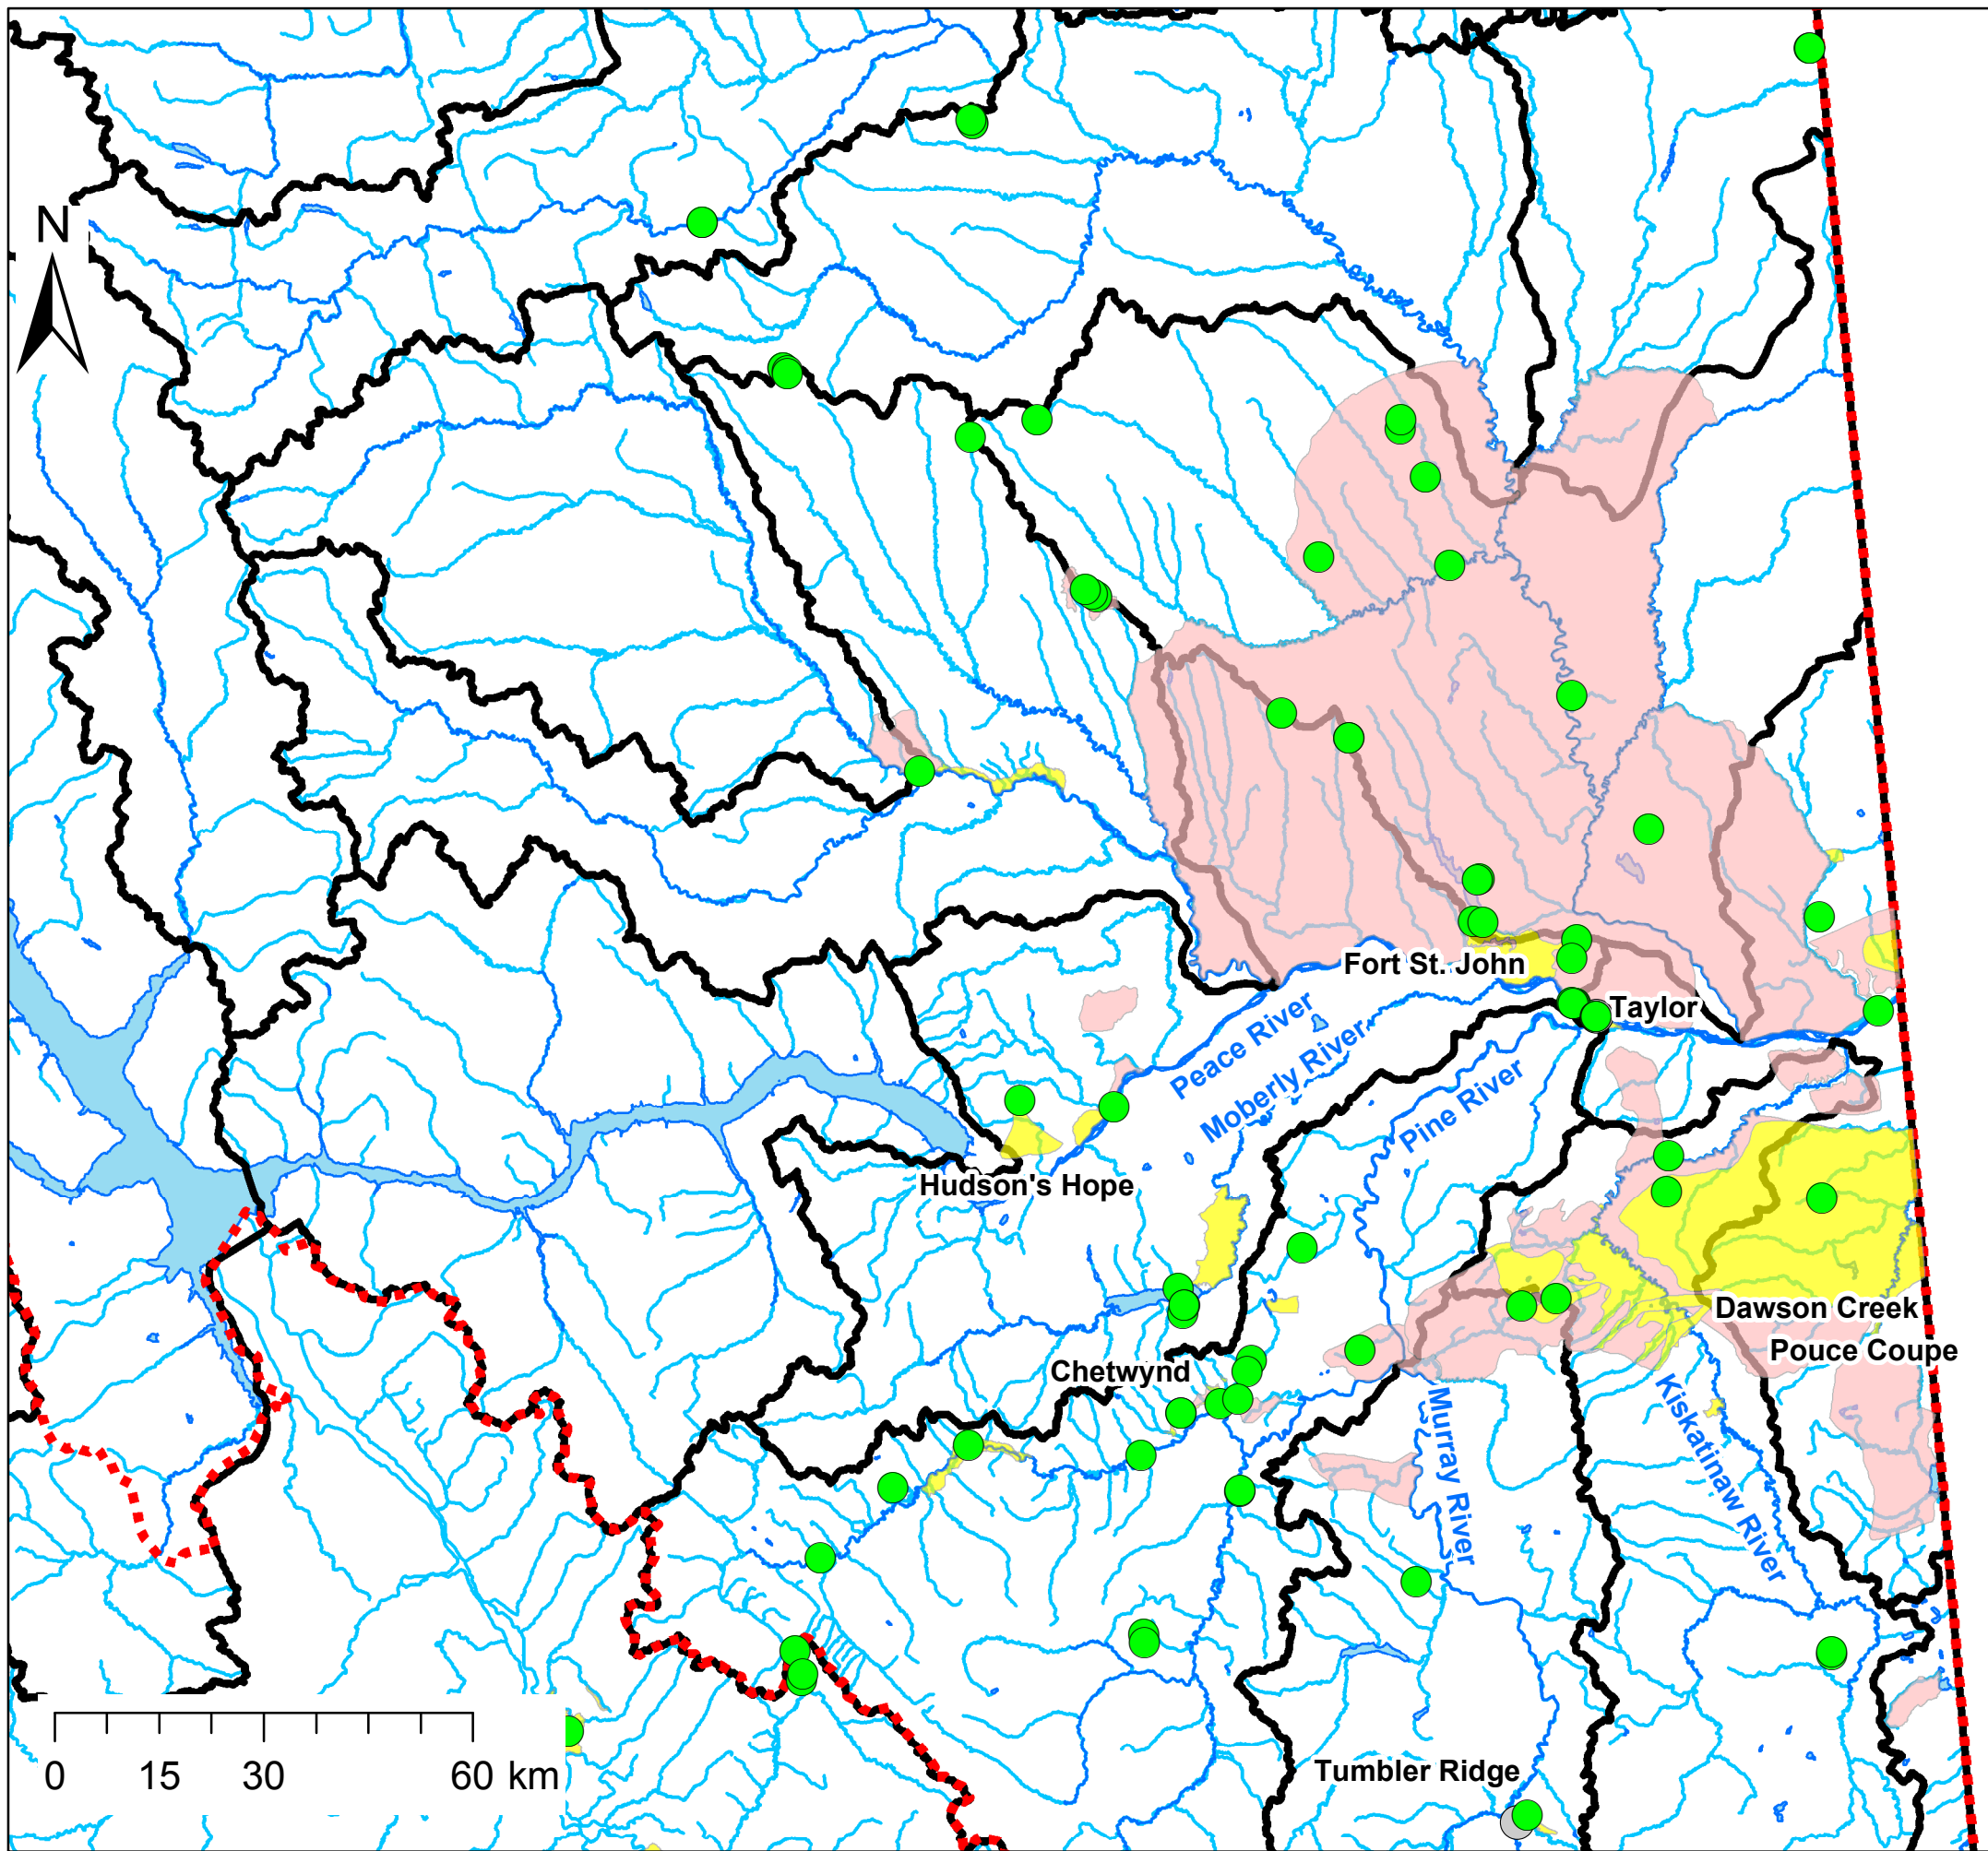 N
Fort St. John
Taylor
Peace River
Moberly River
Pine River
Hudson's Hope
Dawson Creek
Pouce Coupe
Chetwynd
Murray River
Kiskatinaw River
Tumbler Ridge
0 15 30 60 km